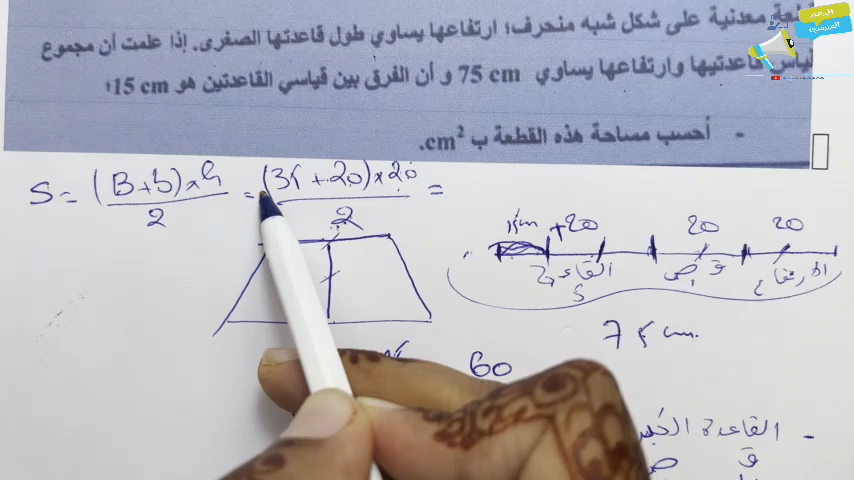 قطعة معدنية على شكل شبه منحرف؛ ارتفاعها يساوي طول قاعدتها الصغرى. إذا علمت أن مجموع
قياس قاعدتيها وارتفاعها يساوي 75 cm و أن الفرق بين قياسي القاعدتين هو 15 cm؛
- أحسب مساحة هذه القطعة ب cm².
S = (B+b)×h / 2 = (35+20)×20 / 2 =
15cm +20 20 20
القاعدة ق ص الارتفاع
75 cm
60
- القاعدة الكبر
ق ص